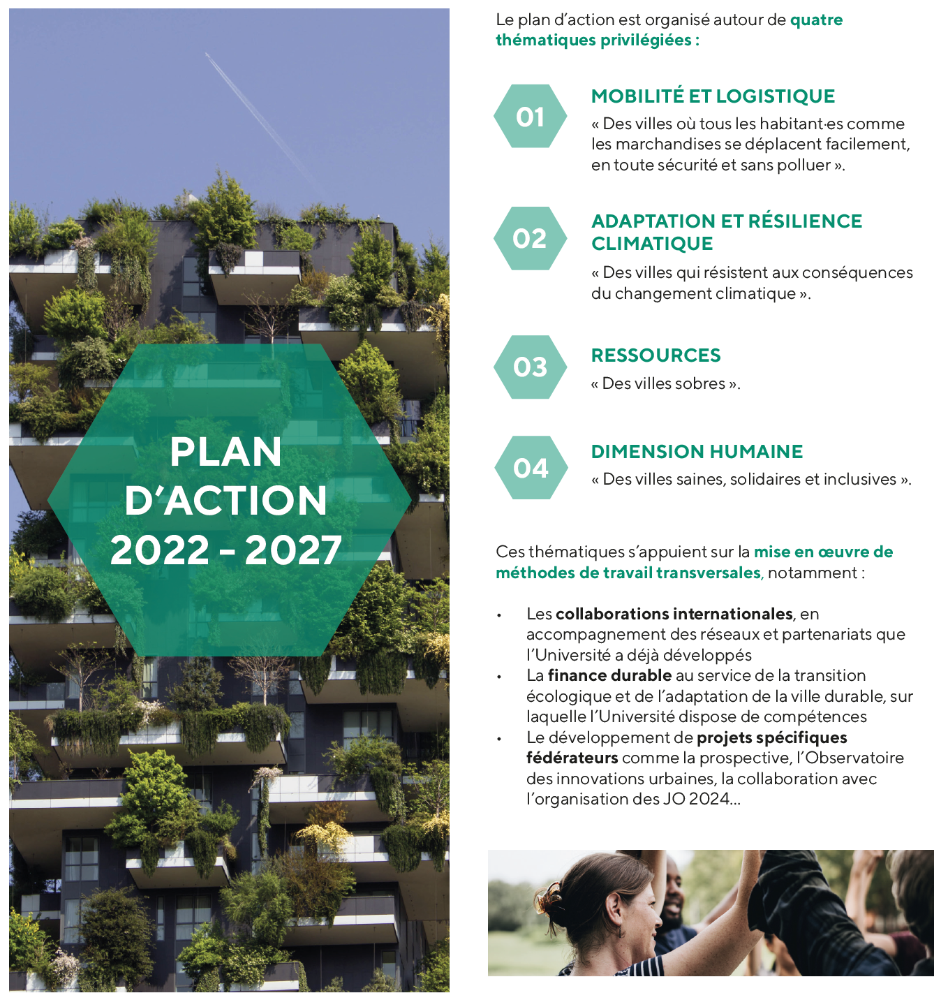 PLAN
D’ACTION
2022 - 2027
Le plan d’action est organisé autour de quatre
thématiques privilégiées :
01
MOBILITÉ ET LOGISTIQUE
« Des villes où tous les habitant·es comme
les marchandises se déplacent facilement,
en toute sécurité et sans polluer ».
02
ADAPTATION ET RÉSILIENCE
CLIMATIQUE
« Des villes qui résistent aux conséquences
du changement climatique ».
03
RESSOURCES
« Des villes sobres ».
04
DIMENSION HUMAINE
« Des villes saines, solidaires et inclusives ».
Ces thématiques s’appuient sur la mise en œuvre de
méthodes de travail transversales, notamment :
• Les collaborations internationales, en
accompagnement des réseaux et partenariats que
l’Université a déjà développés
• La finance durable au service de la transition
écologique et de l’adaptation de la ville durable, sur
laquelle l’Université dispose de compétences
• Le développement de projets spécifiques
fédérateurs comme la prospective, l’Observatoire
des innovations urbaines, la collaboration avec
l’organisation des JO 2024...